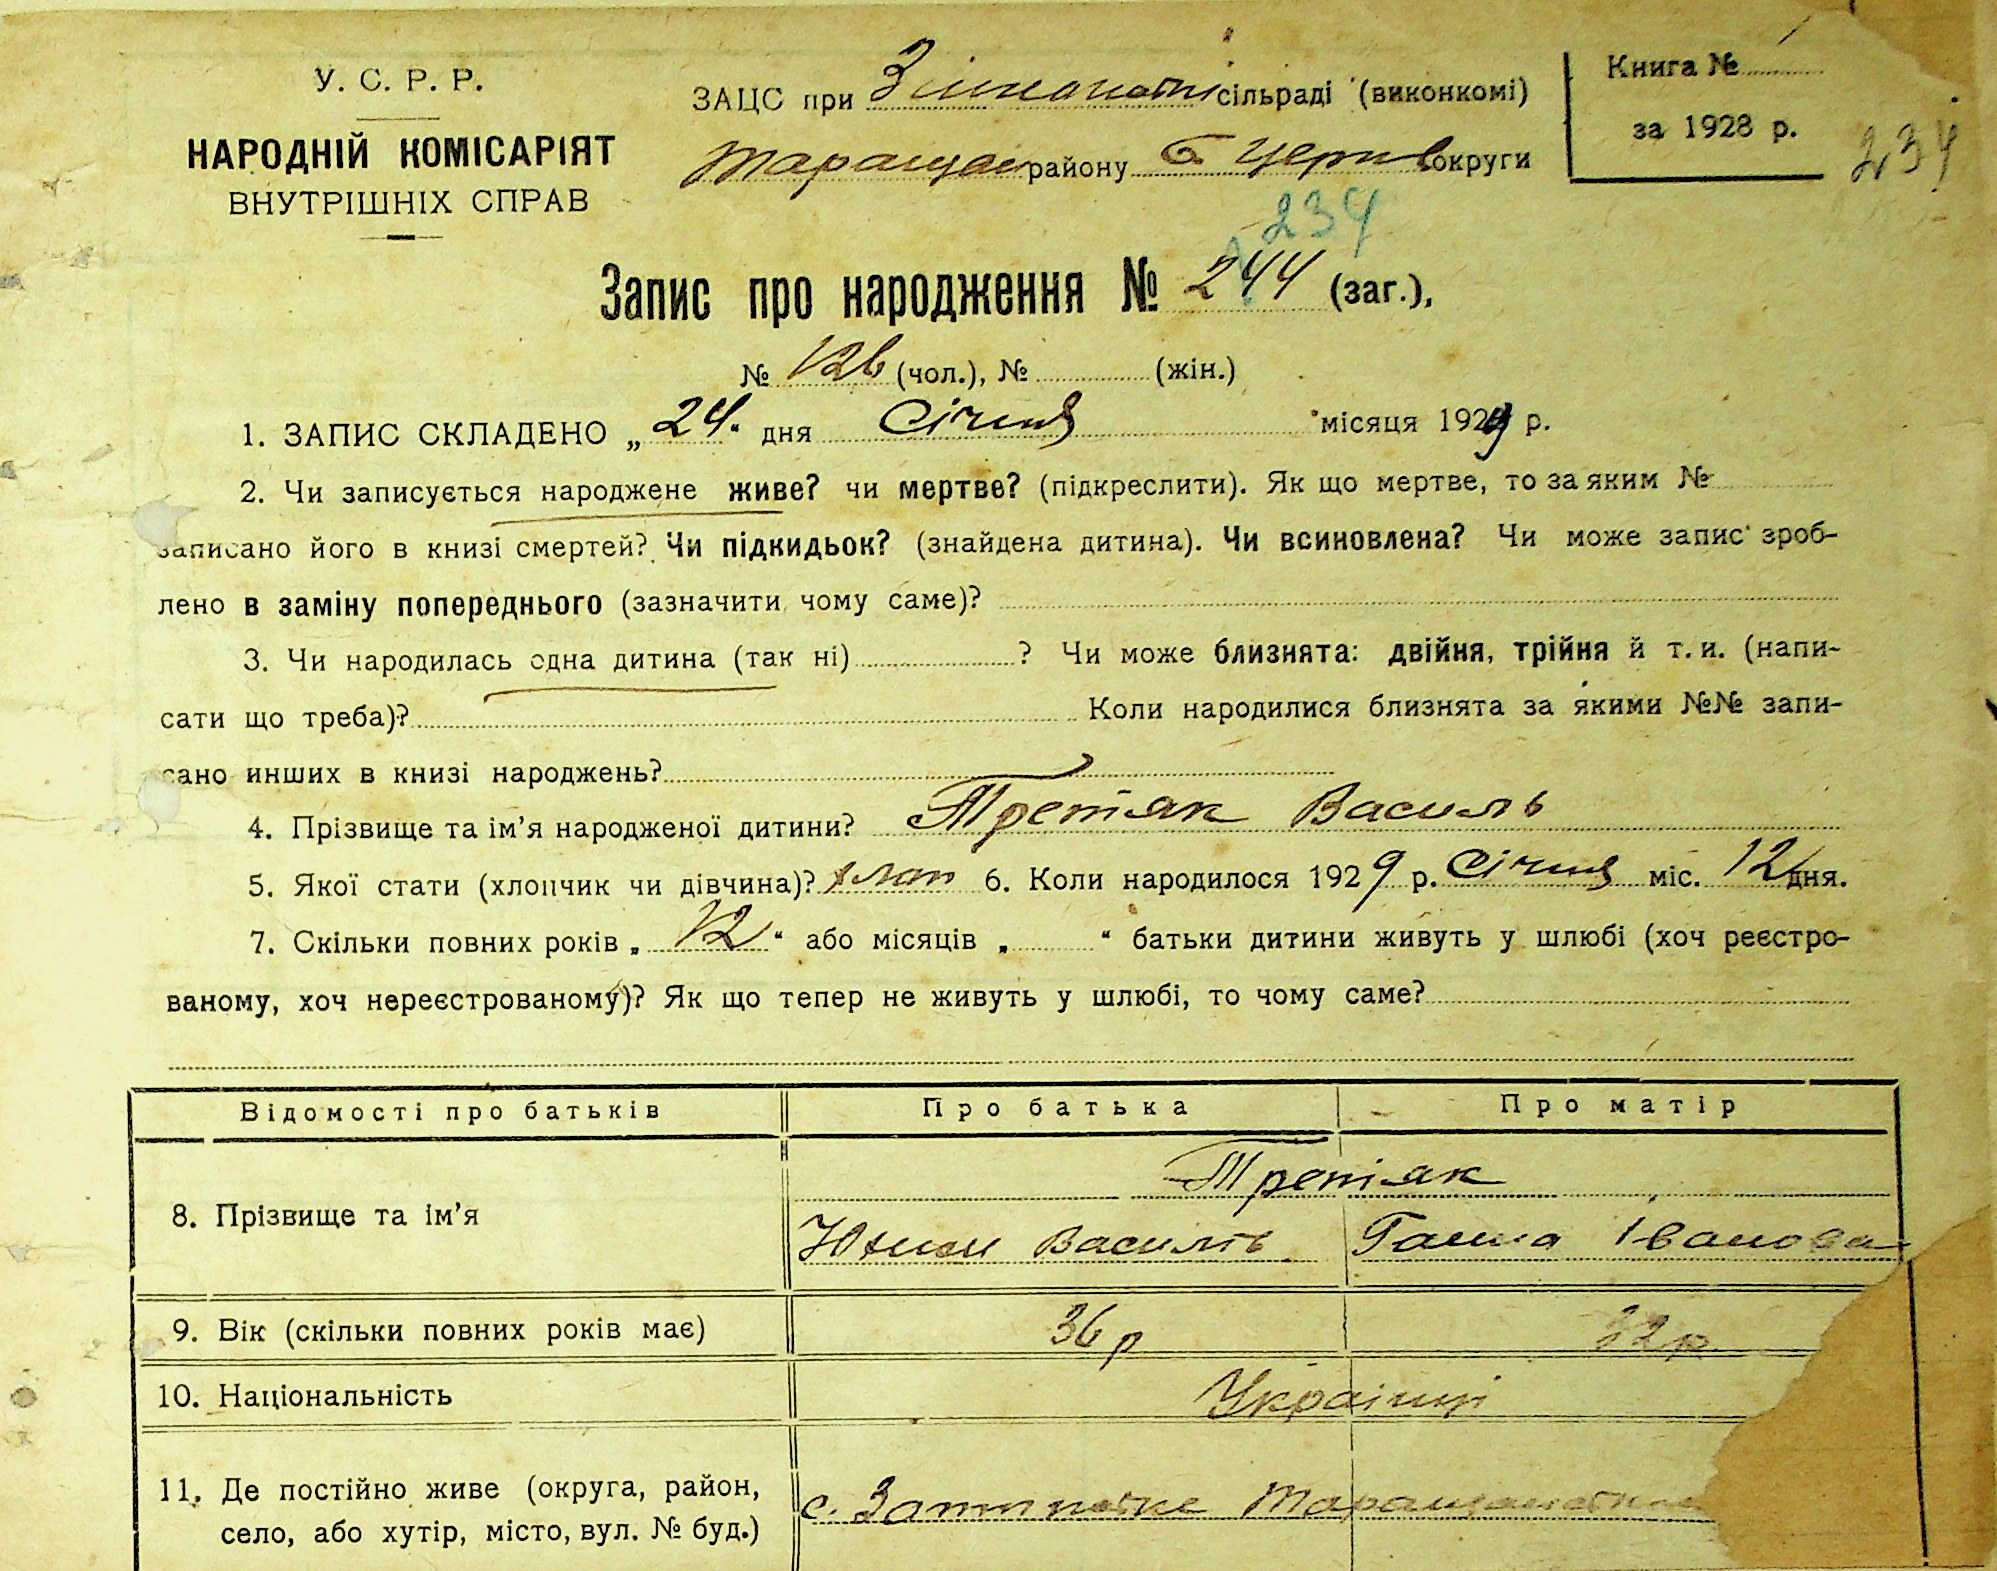 У. С. Р. Р.
НАРОДНІЙ КОМІСАРІЯТ
ВНУТРІШНІХ СПРАВ
ЗАЦС при сільраді (виконкомі)
Таращан району Б Церків округи
Книга №
за 1928 р.
234
234
Запис про народження № 244 (заг.),
№ 126 (чол.), № (жін.)
1. ЗАПИС СКЛАДЕНО „24“ дня Січня місяця 1929 р.
2. Чи записується народжене живе? чи мертве? (підкреслити). Як що мертве, то за яким №
записано його в книзі смертей? Чи підкидьок? (знайдена дитина). Чи всиновлена? Чи може запис зроб-
лено в заміну попереднього (зазначити чому саме)?
3. Чи народилась одна дитина (так ні) ? Чи може близнята: двійня, трійня й т. и. (напи-
сати що треба)? Коли народилися близнята за якими №№ запи-
сано инших в книзі народжень?
4. Прізвище та ім’я народженої дитини? Третяк Василь
5. Якої стати (хлопчик чи дівчина)? хлоп 6. Коли народилося 1929 р. Січня міс. 12 дня.
7. Скільки повних років „12“ або місяців „ “ батьки дитини живуть у шлюбі (хоч реєстро-
ваному, хоч нереєстрованому)? Як що тепер не живуть у шлюбі, то чому саме?
Відомості про батьків Про батька Про матір
Третяк
8. Прізвище та ім’я Василь Ганна Іванова
9. Вік (скільки повних років має) 36 р 32 р
10. Національність Українці
11. Де постійно живе (округа, район,
село, або хутір, місто, вул. № буд.) с.